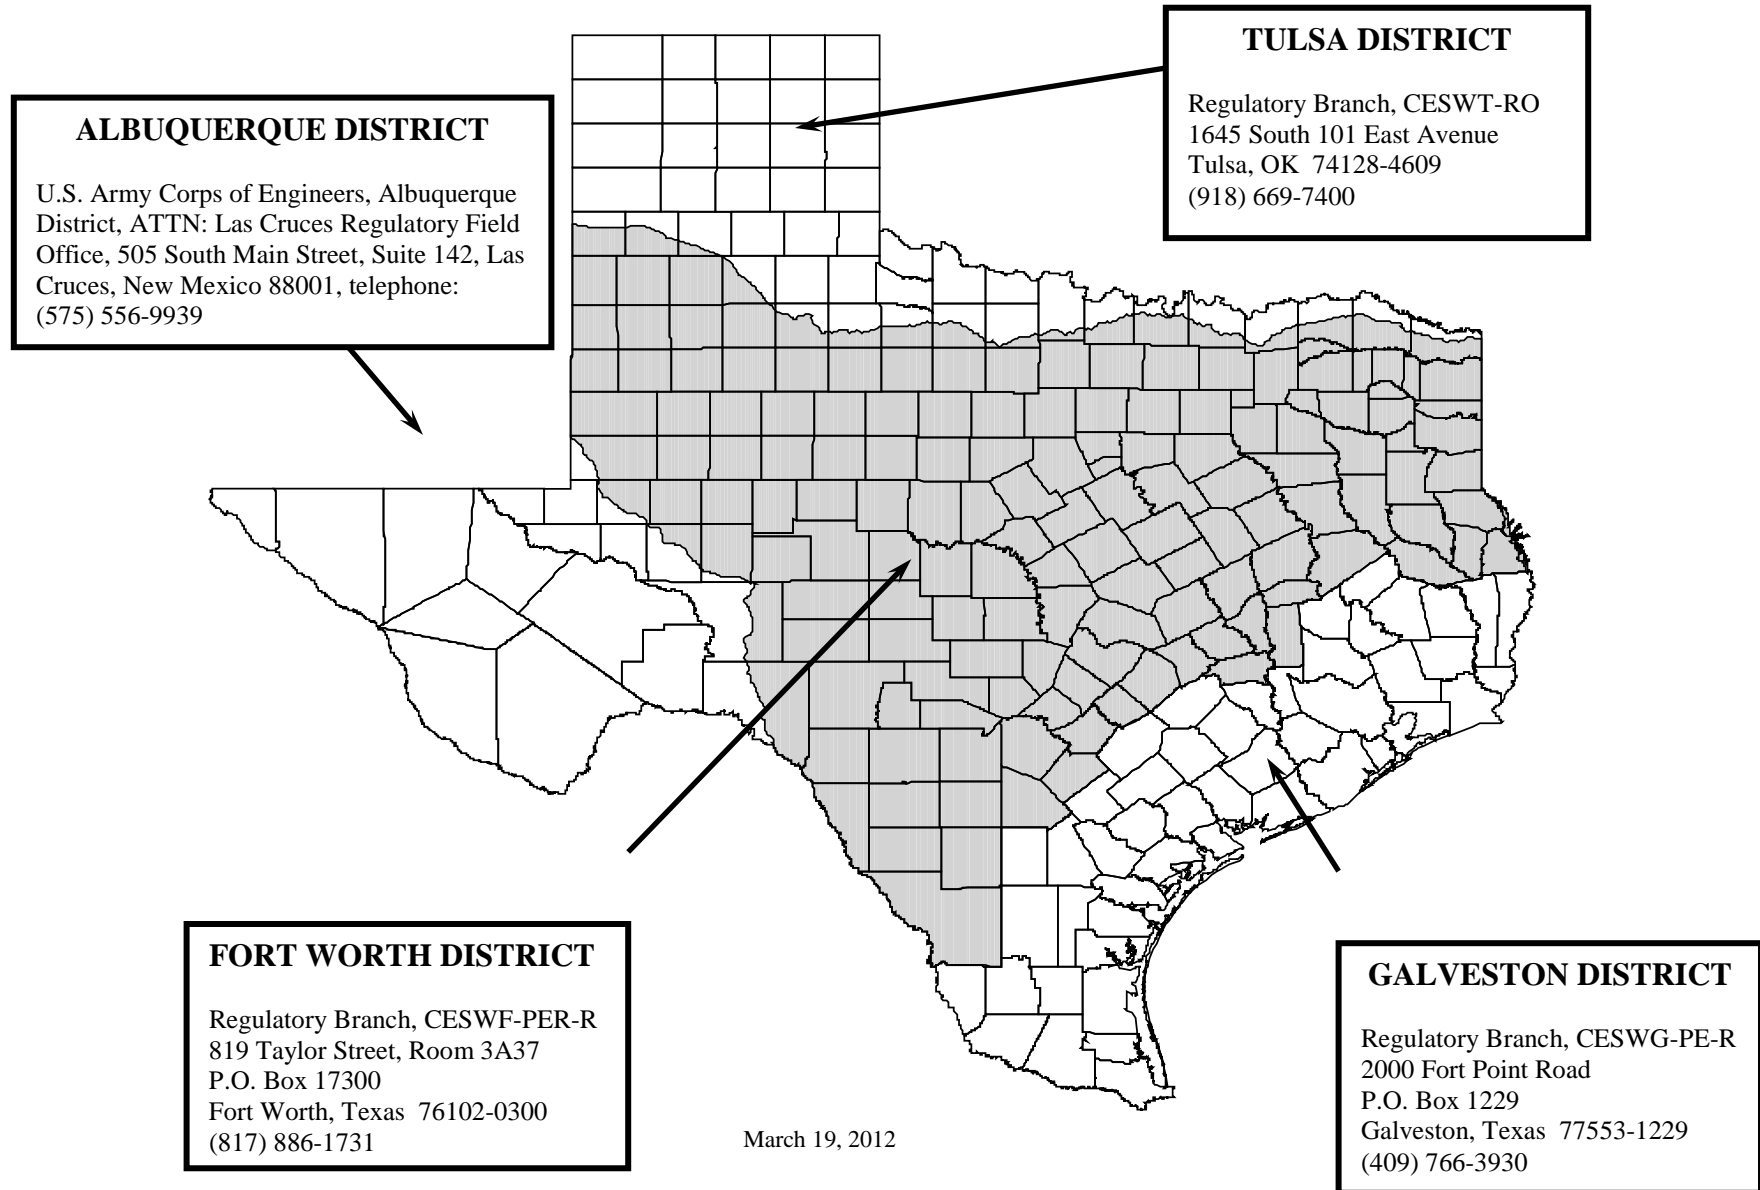 TULSA DISTRICT
Regulatory Branch, CESWT-RO
1645 South 101 East Avenue
Tulsa, OK  74128-4609
(918) 669-7400
ALBUQUERQUE DISTRICT
U.S. Army Corps of Engineers, Albuquerque
District, ATTN: Las Cruces Regulatory Field
Office, 505 South Main Street, Suite 142, Las
Cruces, New Mexico 88001, telephone:
(575) 556-9939
FORT WORTH DISTRICT
Regulatory Branch, CESWF-PER-R
819 Taylor Street, Room 3A37
P.O. Box 17300
Fort Worth, Texas  76102-0300
(817) 886-1731
March 19, 2012
GALVESTON DISTRICT
Regulatory Branch, CESWG-PE-R
2000 Fort Point Road
P.O. Box 1229
Galveston, Texas  77553-1229
(409) 766-3930